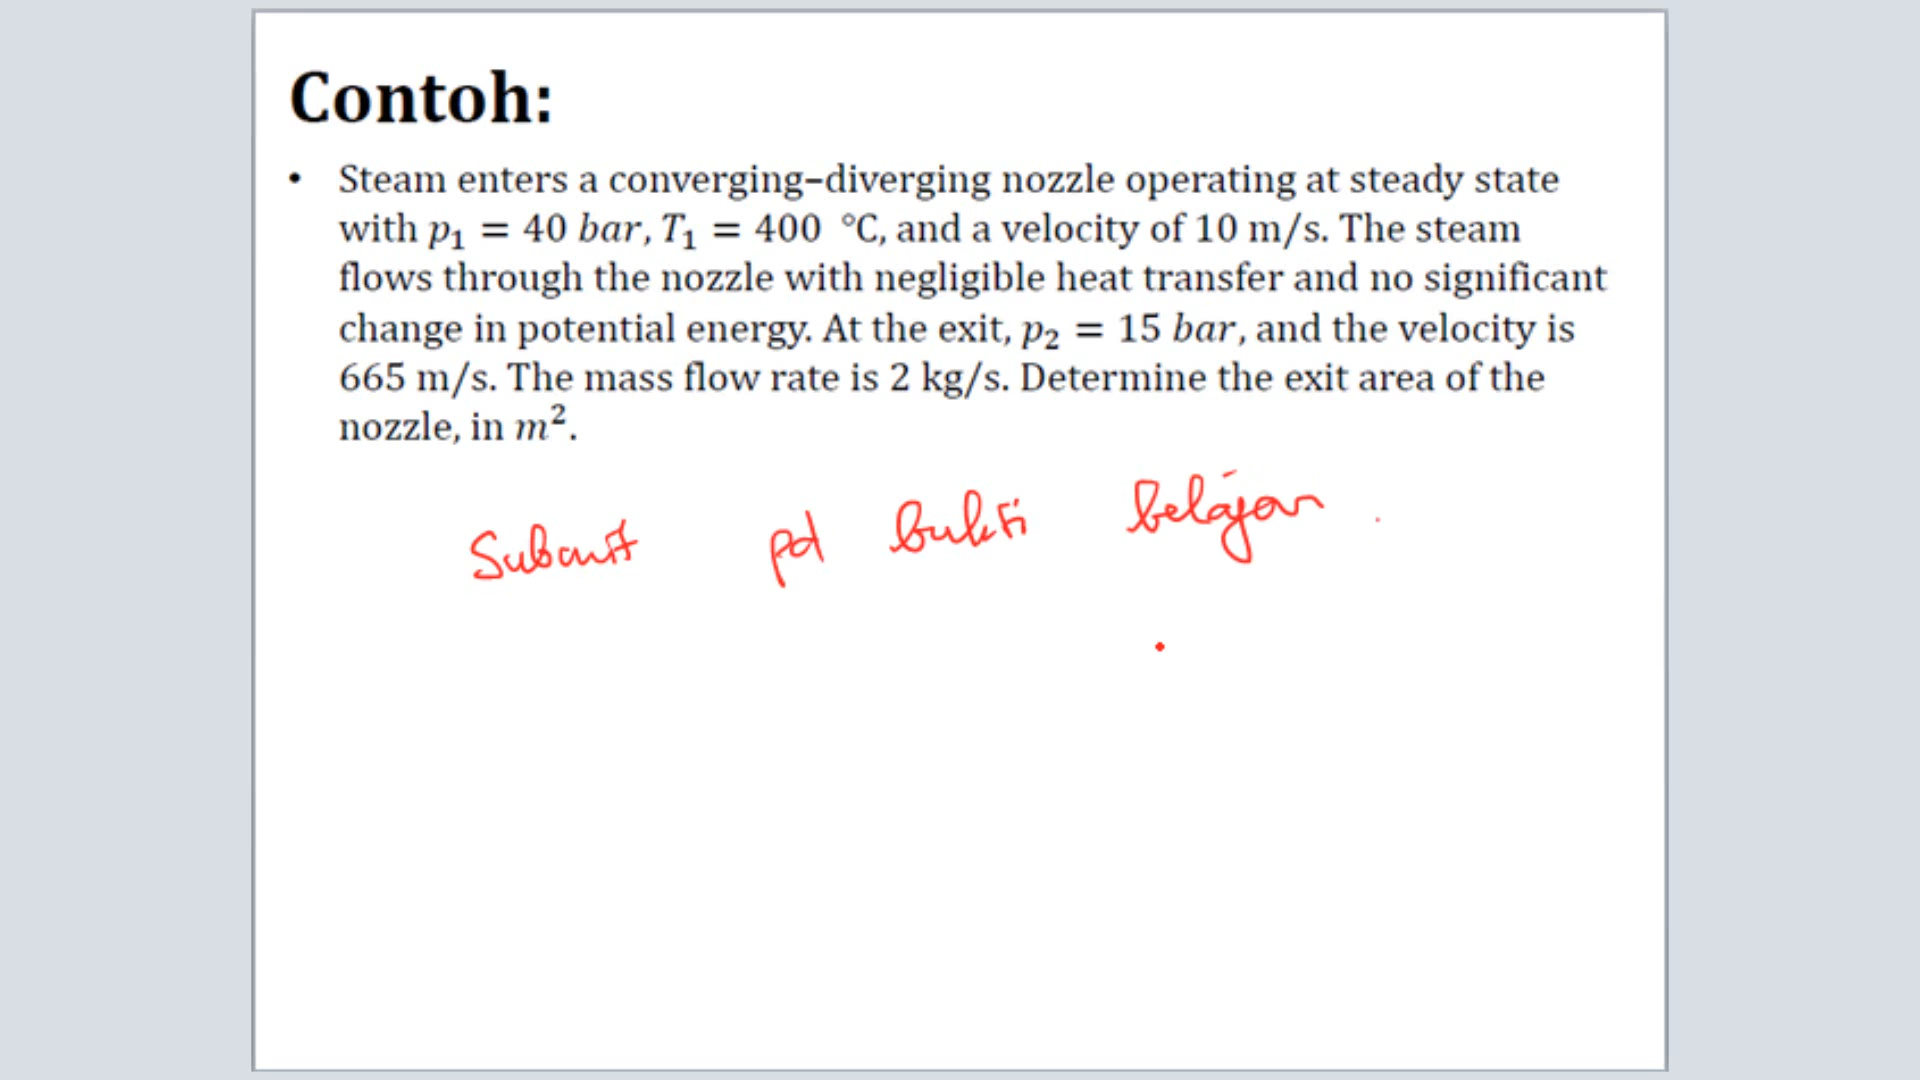 Contoh:
• Steam enters a converging–diverging nozzle operating at steady state
with p₁ = 40 bar, T₁ = 400 °C, and a velocity of 10 m/s. The steam
flows through the nozzle with negligible heat transfer and no significant
change in potential energy. At the exit, p₂ = 15 bar, and the velocity is
665 m/s. The mass flow rate is 2 kg/s. Determine the exit area of the
nozzle, in m².
Submit pd bukti belajar.